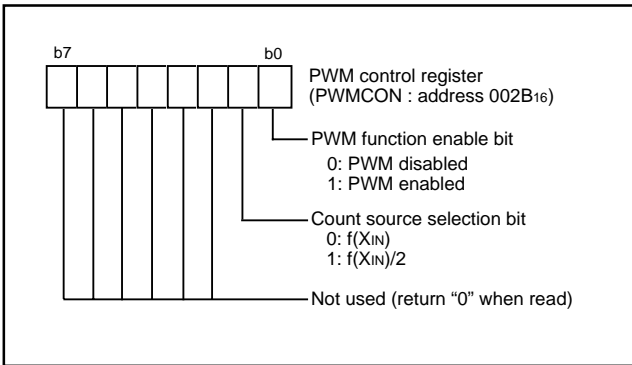 b7 b0
PWM control register
(PWMCON : address 002B16)
PWM function enable bit
0: PWM disabled
1: PWM enabled
Count source selection bit
0: f(XIN)
1: f(XIN)/2
Not used (return “0” when read)